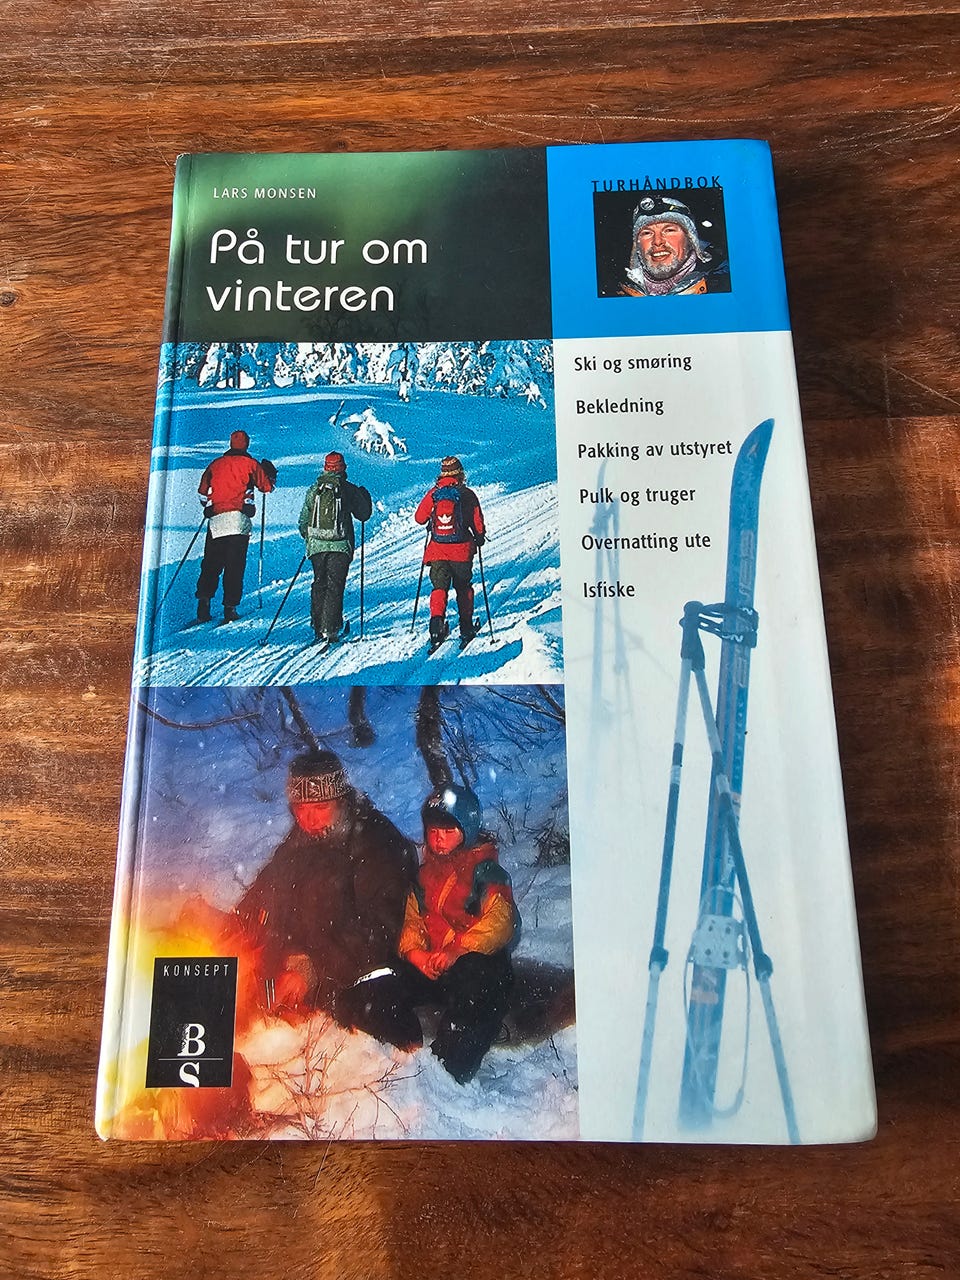 LARS MONSEN
På tur om
vinteren
TURHÅNDBOK
Ski og smøring
Bekledning
Pakking av utstyret
Pulk og truger
Overnatting ute
Isfiske
KONSEPT
B
S